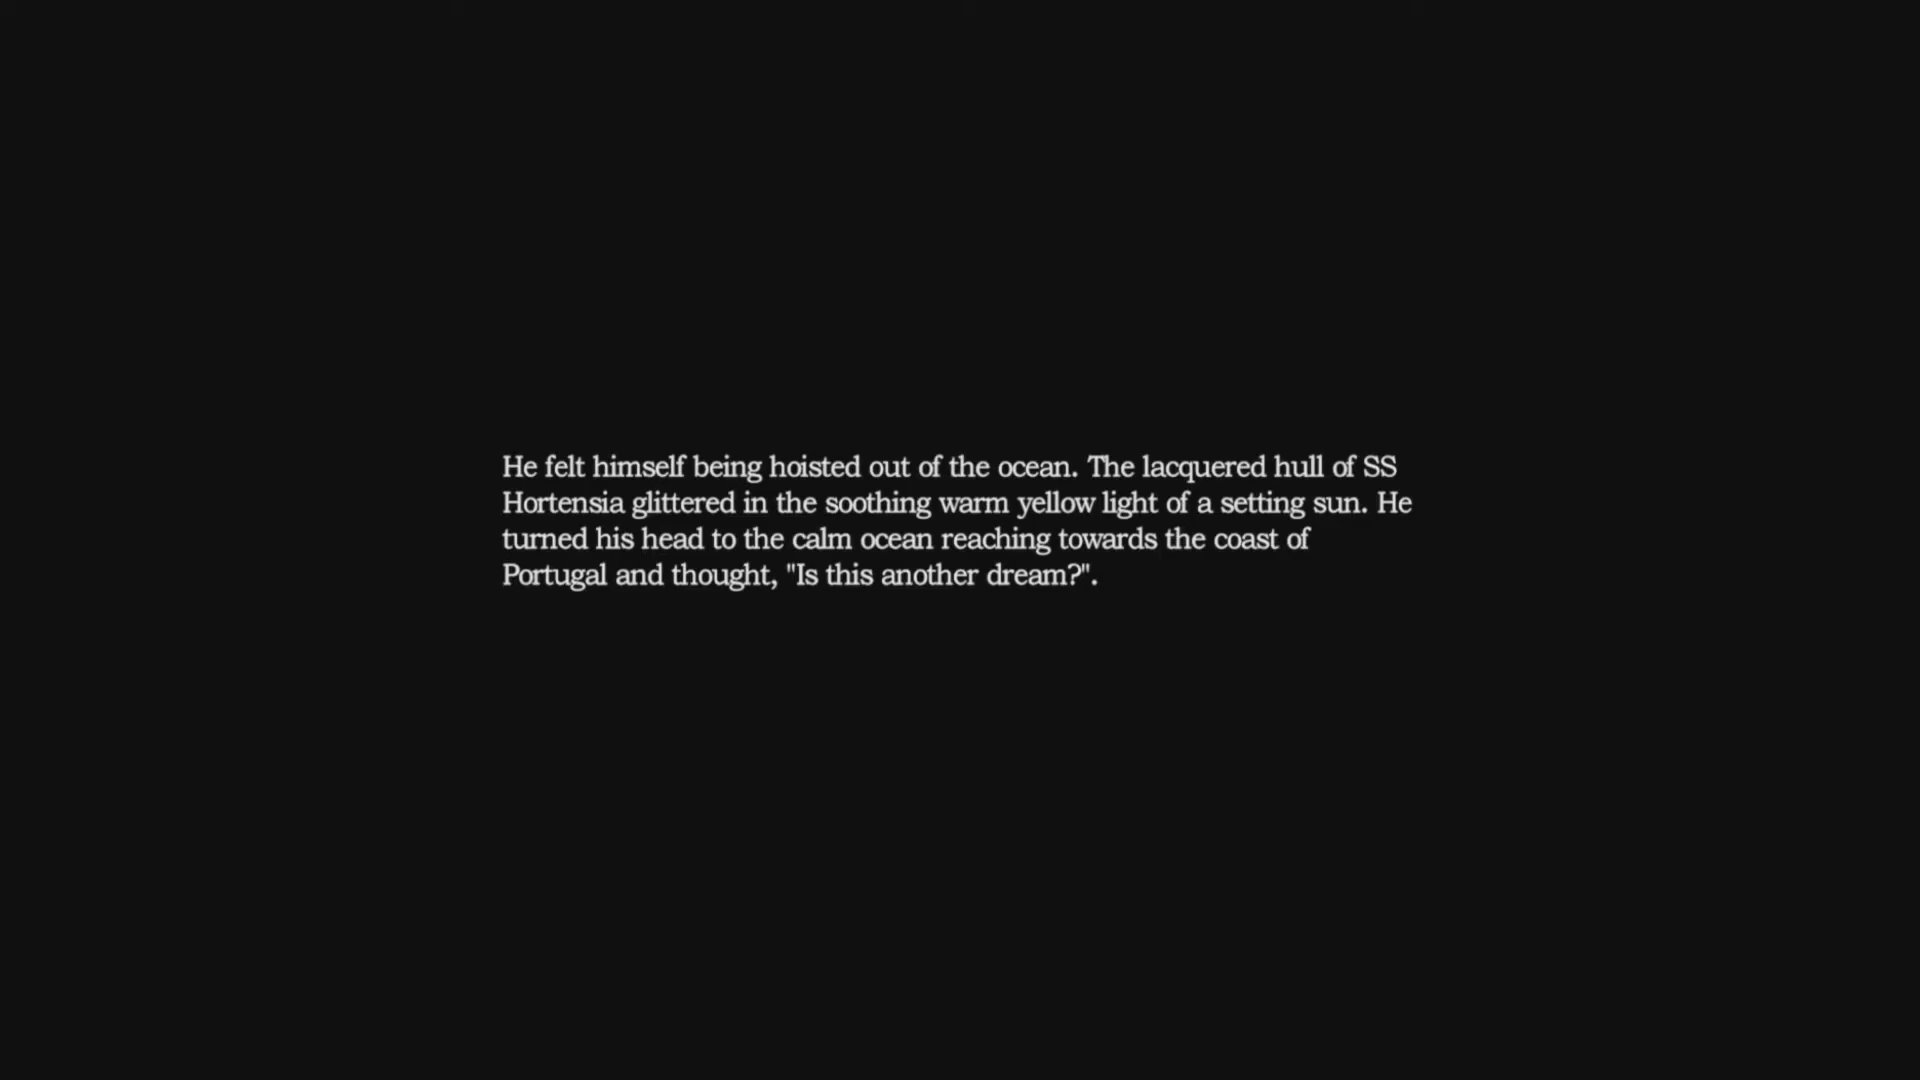 He felt himself being hoisted out of the ocean. The lacquered hull of SS
Hortensia glittered in the soothing warm yellow light of a setting sun. He
turned his head to the calm ocean reaching towards the coast of
Portugal and thought, "Is this another dream?".